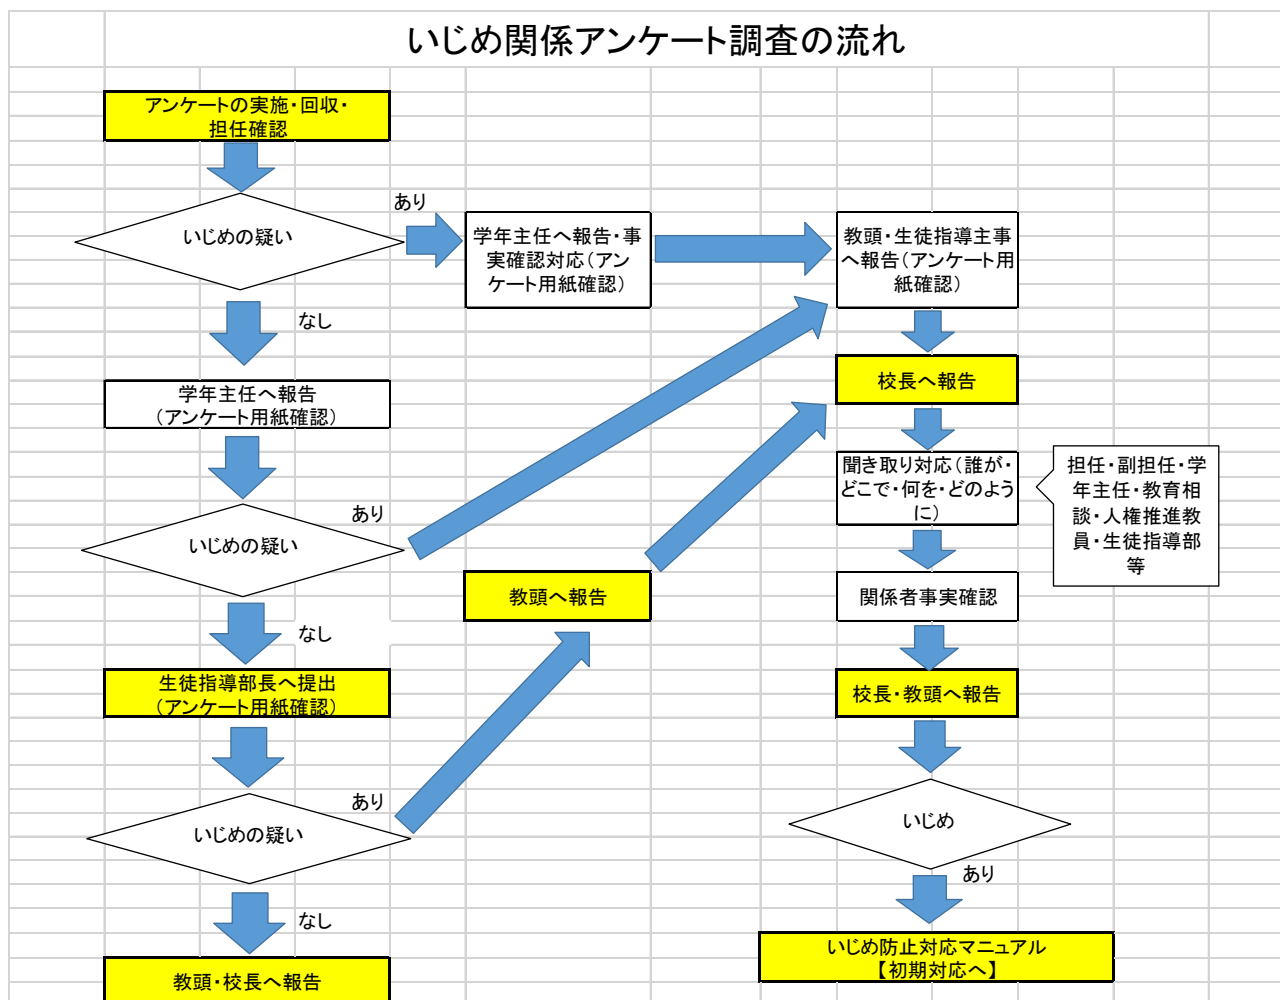 いじめ関係アンケート調査の流れ
アンケートの実施・回収・
担任確認
いじめの疑い
あり
学年主任へ報告・事
実確認対応（アン
ケート用紙確認）
教頭・生徒指導主事
へ報告（アンケート用
紙確認）
なし
校長へ報告
学年主任へ報告
（アンケート用紙確認）
聞き取り対応（誰が・
どこで・何を・どのよう
に）
担任・副担任・学
年主任・教育相
談・人権推進教
員・生徒指導部
等
いじめの疑い
あり
教頭へ報告
関係者事実確認
なし
生徒指導部長へ提出
（アンケート用紙確認）
校長・教頭へ報告
いじめの疑い
あり
いじめ
あり
なし
いじめ防止対応マニュアル
【初期対応へ】
教頭・校長へ報告